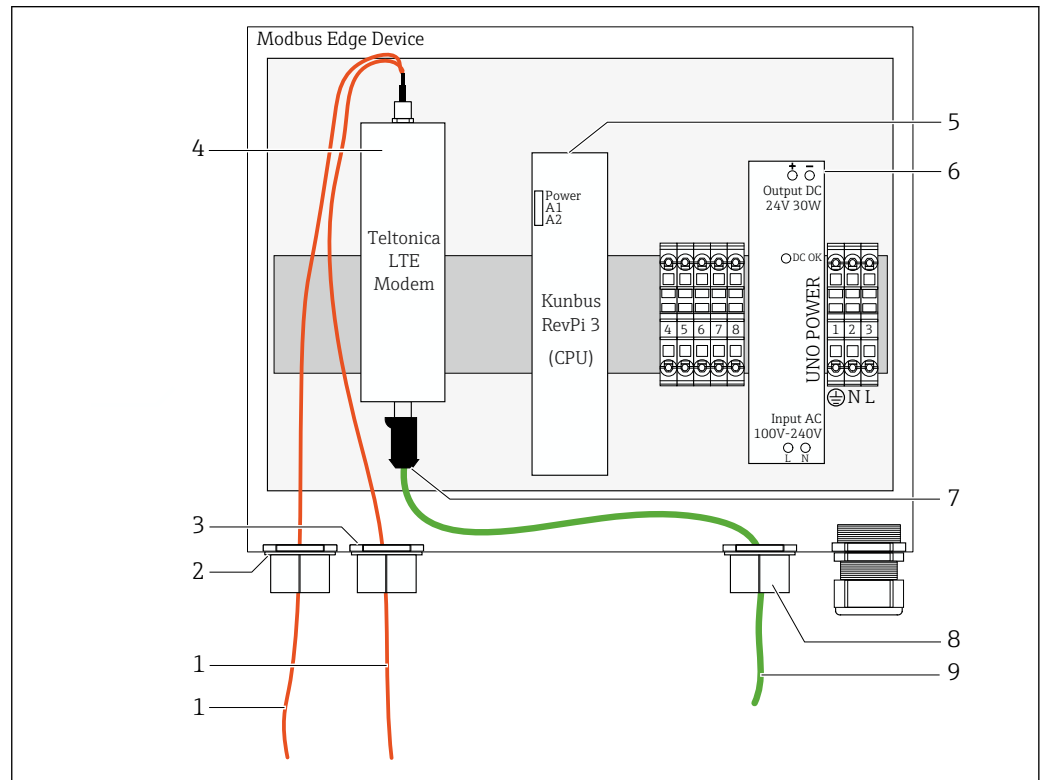 Modbus Edge Device
4
5
6
+ -
Output DC
24V 30W
Power
A1
A2
Teltonica
LTE
Modem
DC OK
UNO POWER
Kunbus
RevPi 3
(CPU)
4 5 6 7 8
1 2 3
N L
Input AC
100V-240V
L N
7
3
2
8
1
9
1